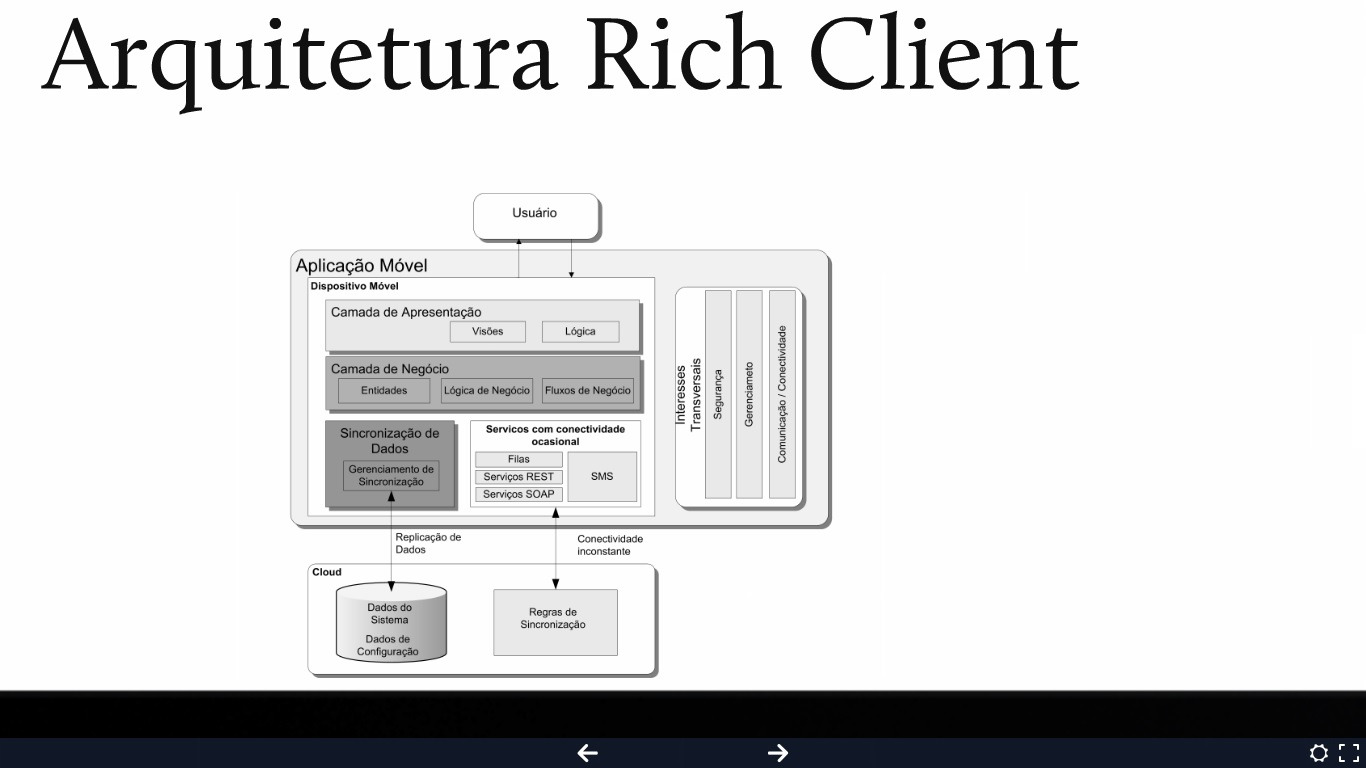 Arquitetura Rich Client
Usuário
Aplicação Móvel
Dispositivo Móvel
Camada de Apresentação
Visões
Lógica
Camada de Negócio
Entidades
Lógica de Negócio
Fluxos de Negócio
Sincronização de
Dados
Gerenciamento de
Sincronização
Servicos com conectividade
ocasional
Filas
Serviços REST
Serviços SOAP
SMS
Interesses
Transversais
Segurança
Gerenciameto
Comunicação / Conectividade
Replicação de
Dados
Conectividade
inconstante
Cloud
Dados do
Sistema
Dados de
Configuração
Regras de
Sincronização